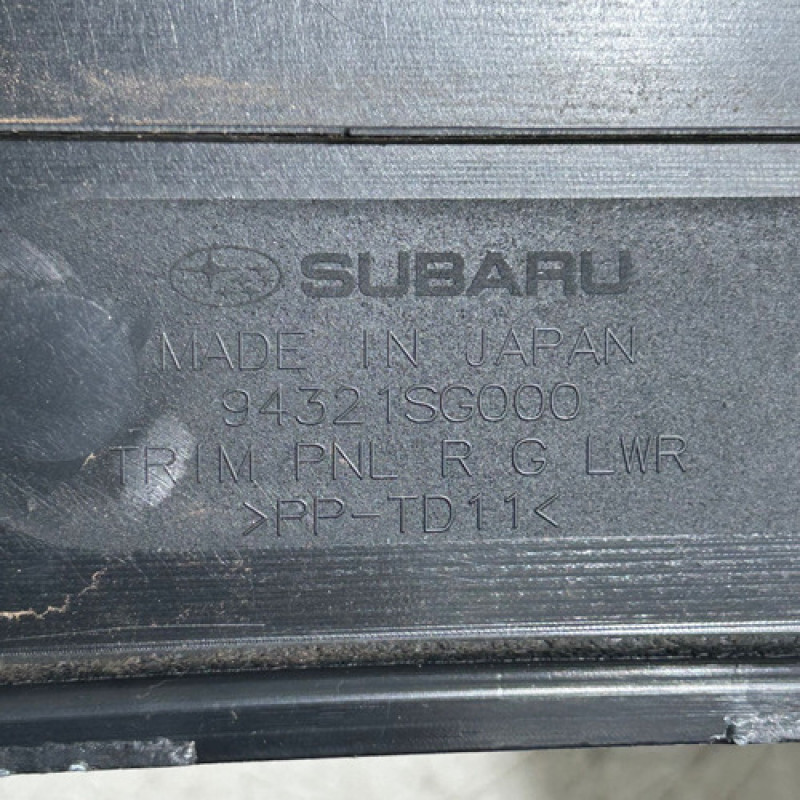 SUBARU
MADE IN JAPAN
94321SG000
TRIM PNL R G LWR
>PP-TD11<